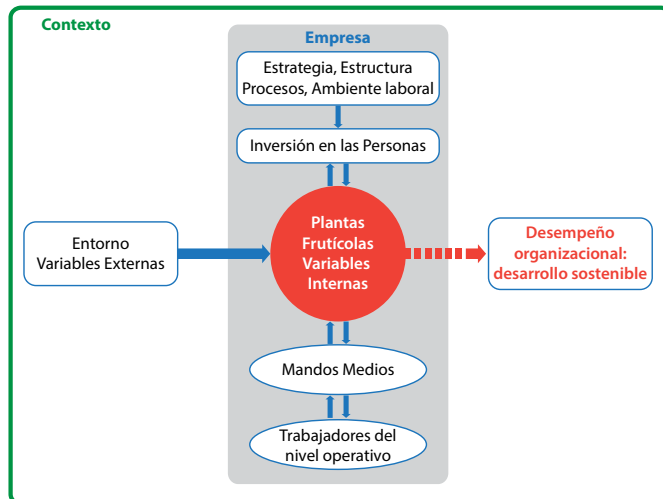 Contexto
Empresa
Estrategia, Estructura
Procesos, Ambiente laboral
Inversión en las Personas
Plantas
Frutícolas
Variables
Internas
Entorno
Variables Externas
Desempeño
organizacional:
desarrollo sostenible
Mandos Medios
Trabajadores del
nivel operativo